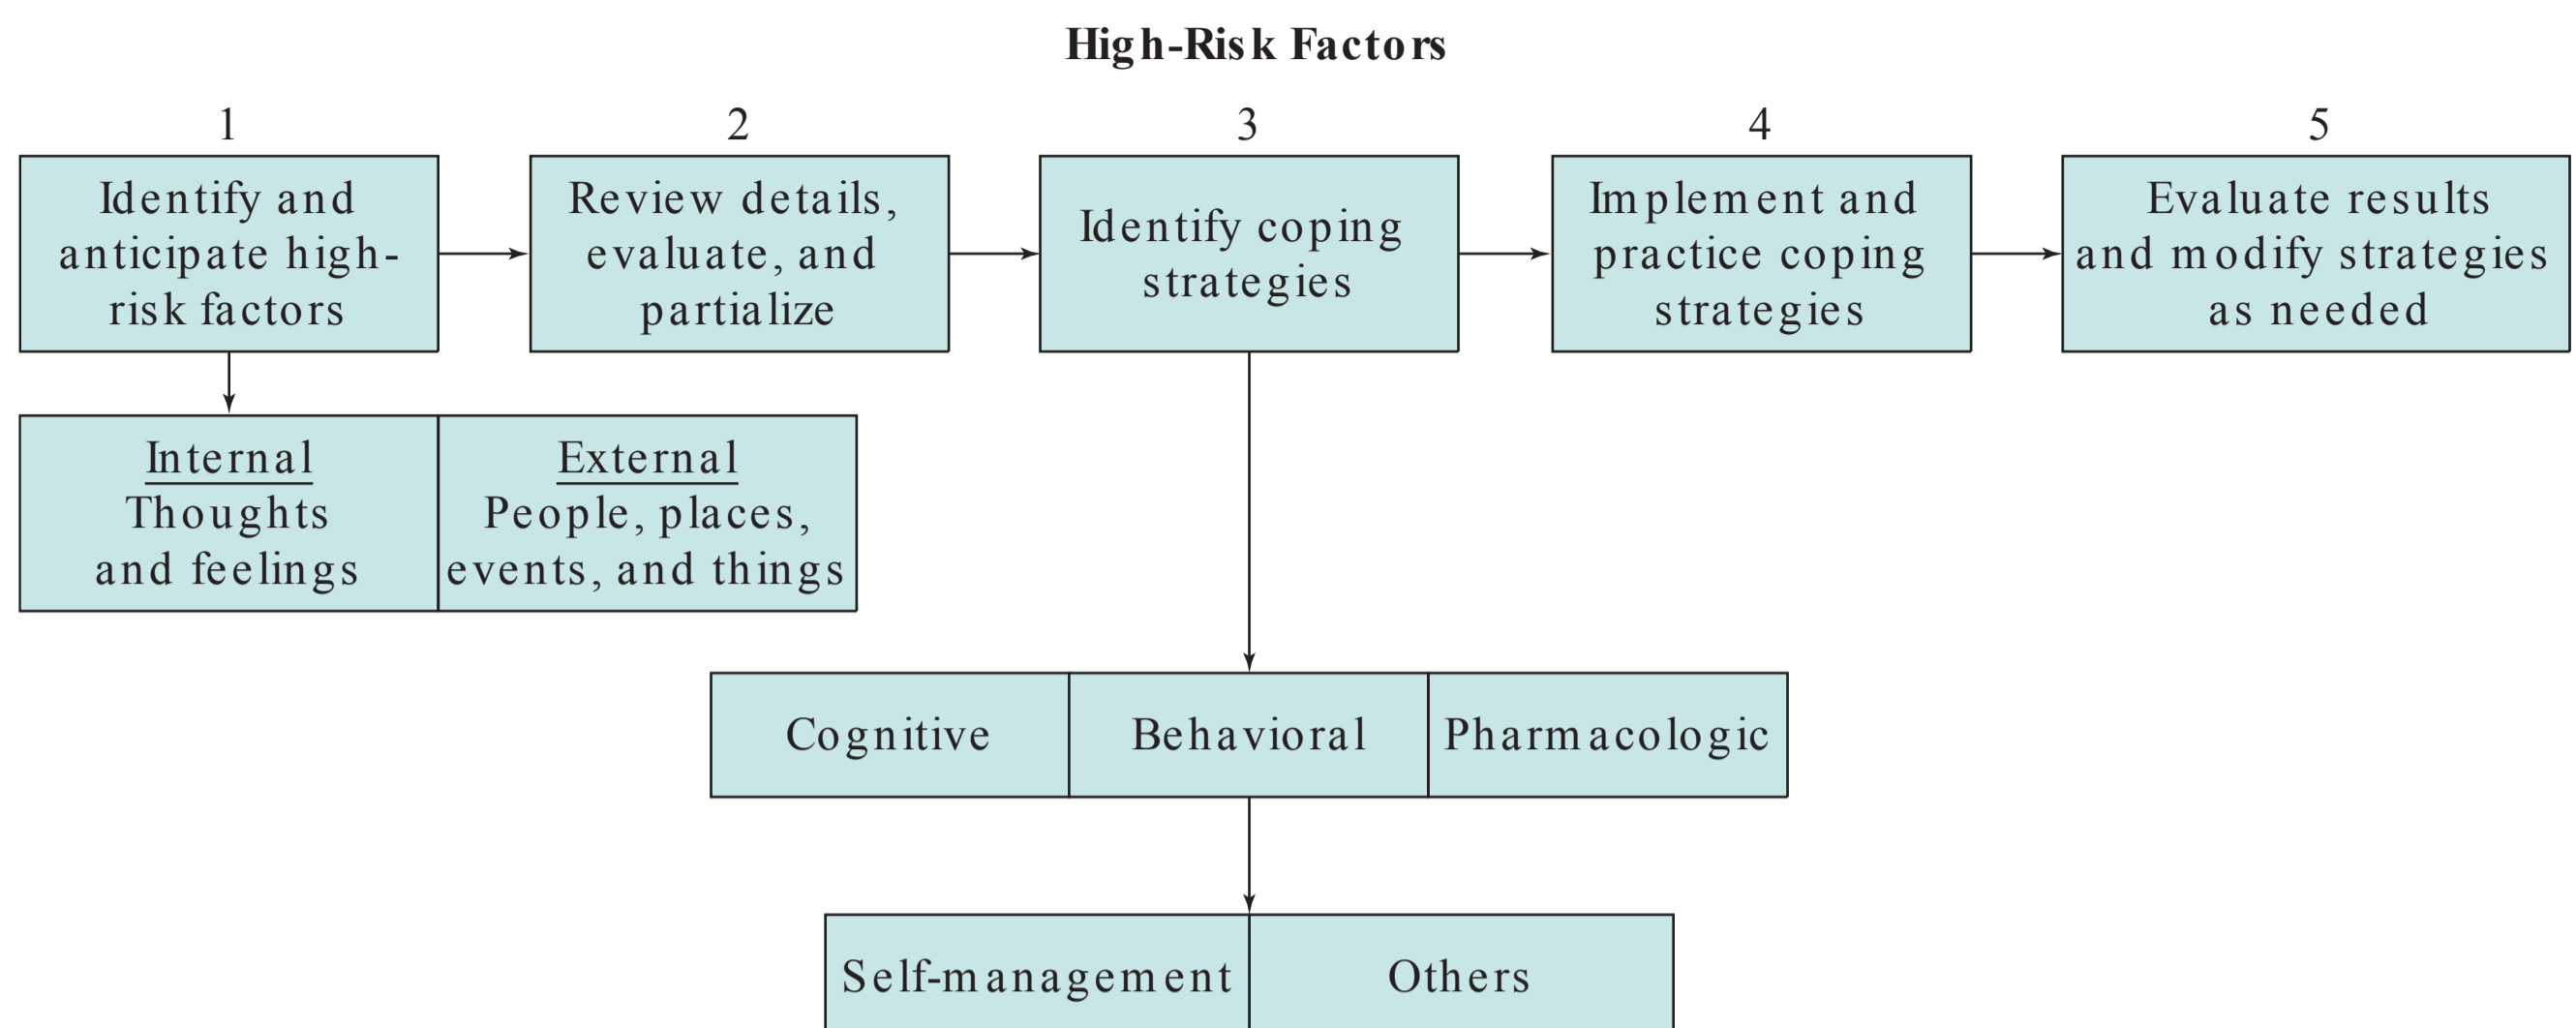 High-Risk Factors
1
2
3
4
5
Identify and
anticipate high-
risk factors
Review details,
evaluate, and
partialize
Identify coping
strategies
Implement and
practice coping
strategies
Evaluate results
and modify strategies
as needed
Internal
Thoughts
and feelings
External
People, places,
events, and things
Cognitive
Behavioral
Pharmacologic
Self-management
Others